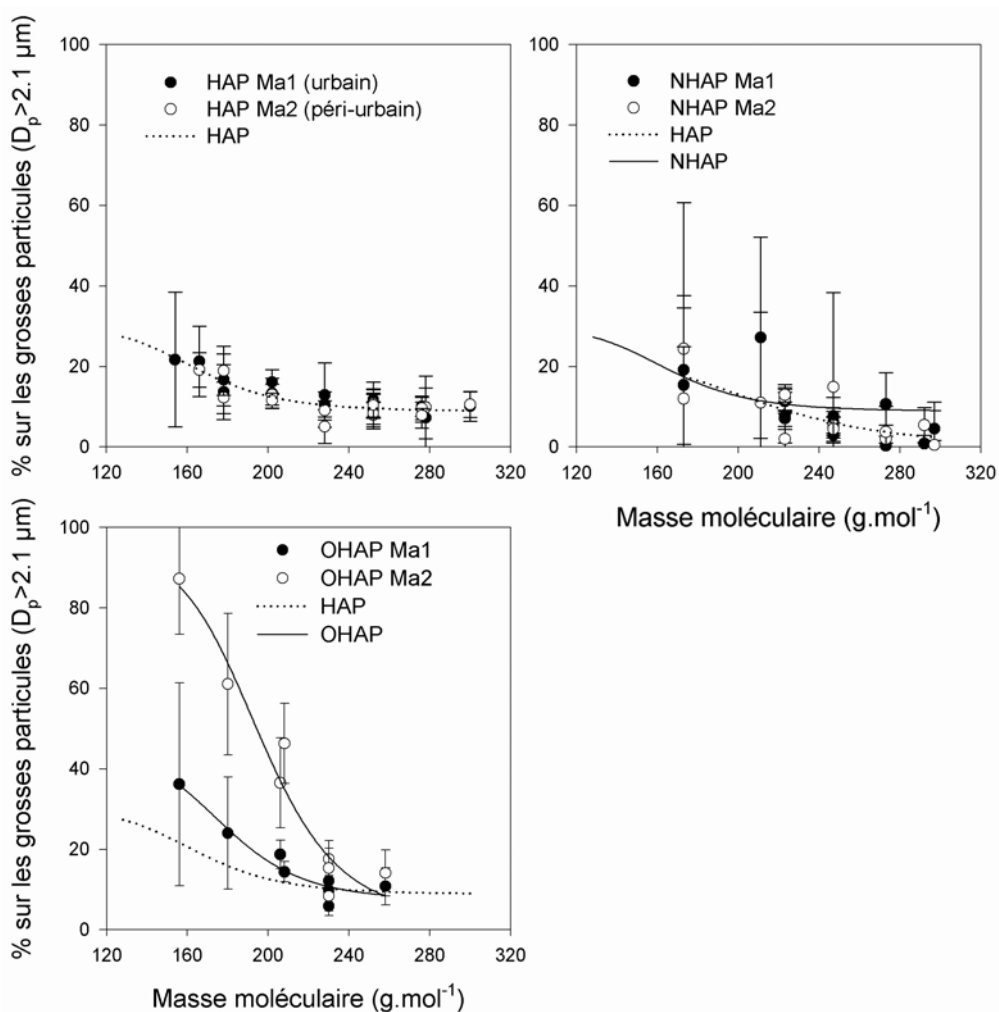 % sur les grosses particules (Dp>2.1 µm)
100
80
60
40
20
0
HAP Ma1 (urbain)
HAP Ma2 (péri-urbain)
HAP
120 160 200 240 280 320
100
80
60
40
20
0
NHAP Ma1
NHAP Ma2
HAP
NHAP
120 160 200 240 280 320
Masse moléculaire (g.mol-1)
% sur les grosses particules (Dp>2.1 µm)
100
80
60
40
20
0
OHAP Ma1
OHAP Ma2
HAP
OHAP
120 160 200 240 280 320
Masse moléculaire (g.mol-1)